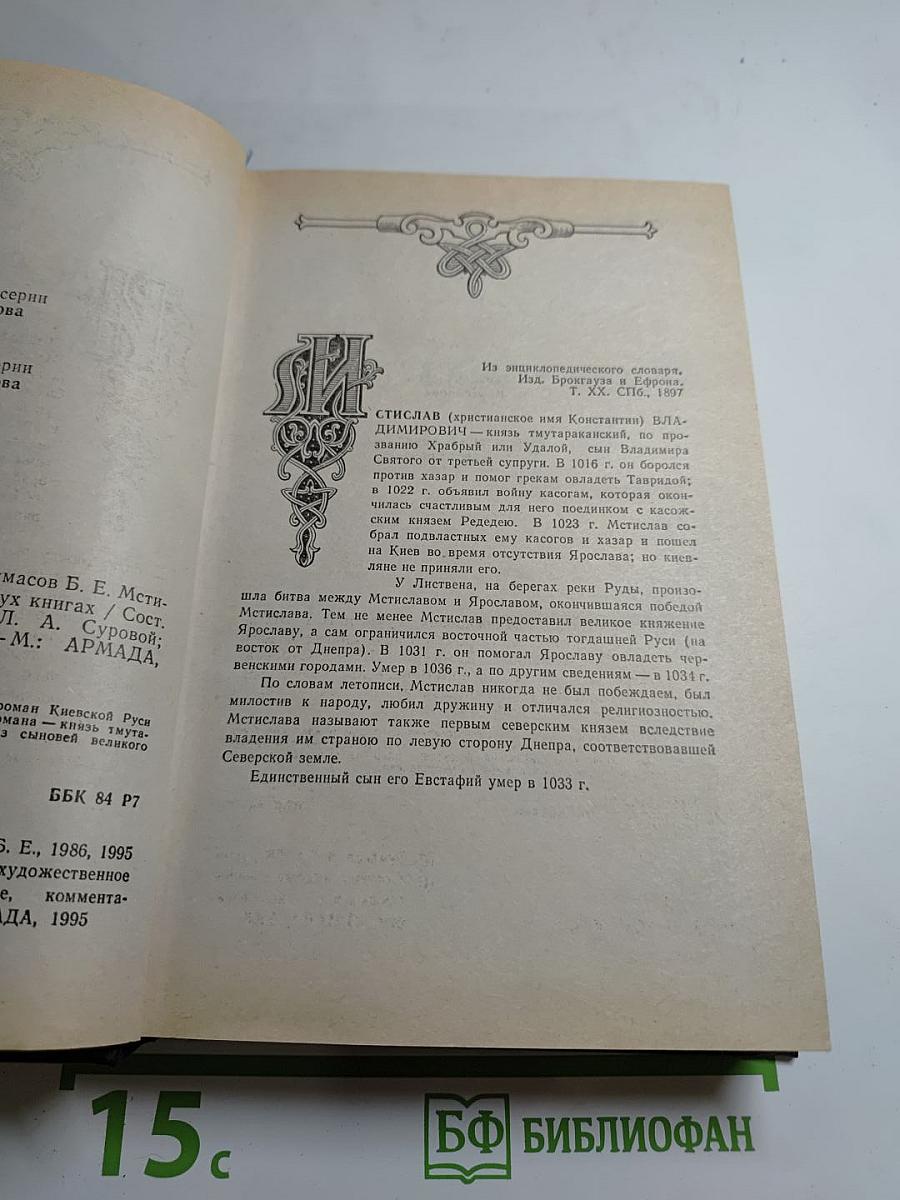 серии
ова
рии
ова
умасов Б. Е. Мсти-
ух книгах / Сост.
Л. А. Суровой;
- М.: АРМАДА,
роман Киевской Руси
омана — князь тмута-
з сыновей великого
ББК 84 Р7
Б. Е., 1986, 1995
художественное
е, коммента-
АДА, 1995
Из энциклопедического словаря.
Изд. Брокгауза и Ефрона.
Т. XX. СПб., 1897
М
СТИСЛАВ (христианское имя Константин) ВЛА-
ДИМИРОВИЧ — князь тмутараканский, по про-
званию Храбрый или Удалой, сын Владимира
Святого от третьей супруги. В 1016 г. он боролся
против хазар и помог грекам овладеть Тавридой;
в 1022 г. объявил войну касогам, которая окон-
чилась счастливым для него поединком с касож-
ским князем Редедею. В 1023 г. Мстислав со-
брал подвластных ему касогов и хазар и пошел
на Киев во время отсутствия Ярослава; но киев-
ляне не приняли его.
У Листвена, на берегах реки Руды, произо-
шла битва между Мстиславом и Ярославом, окончившаяся победой
Мстислава. Тем не менее Мстислав предоставил великое княжение
Ярославу, а сам ограничился восточной частью тогдашней Руси (на
восток от Днепра). В 1031 г. он помогал Ярославу овладеть чер-
венскими городами. Умер в 1036 г., а по другим сведениям — в 1034 г.
По словам летописи, Мстислав никогда не был побеждаем, был
милостив к народу, любил дружину и отличался религиозностью.
Мстислава называют также первым северским князем вследствие
владения им страною по левую сторону Днепра, соответствовавшей
Северской земле.
Единственный сын его Евстафий умер в 1033 г.
15 с
БФ БИБЛИОФАН